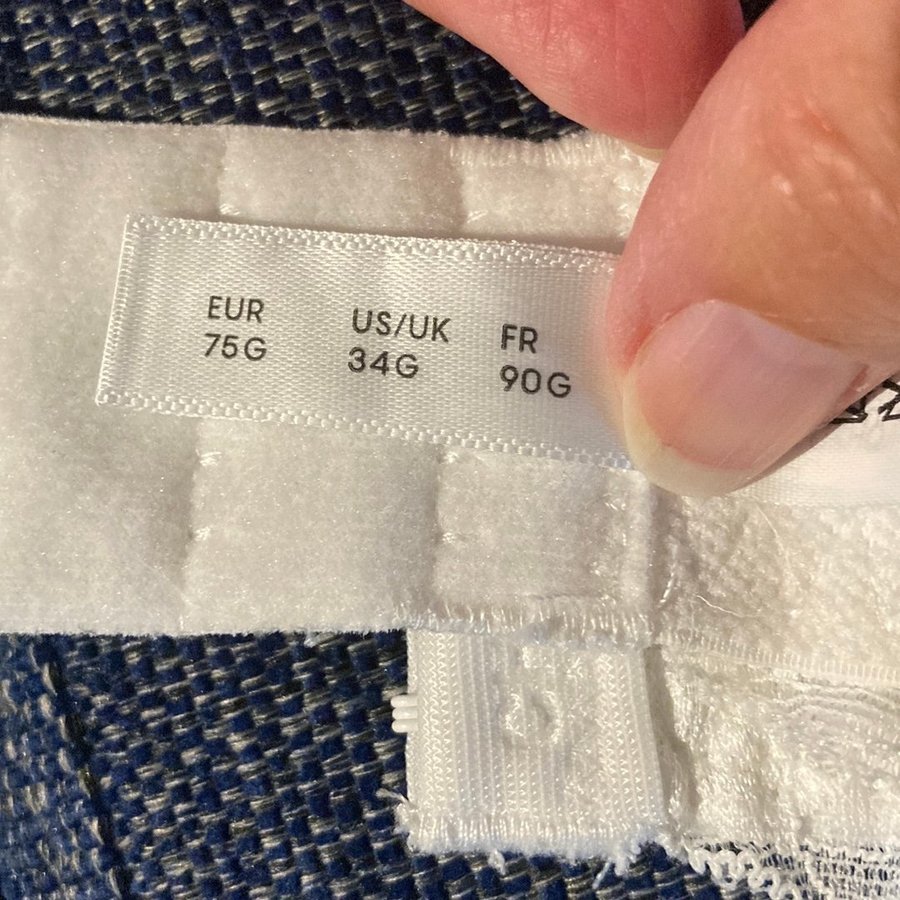 EUR US/UK FR
75G 34G 90G